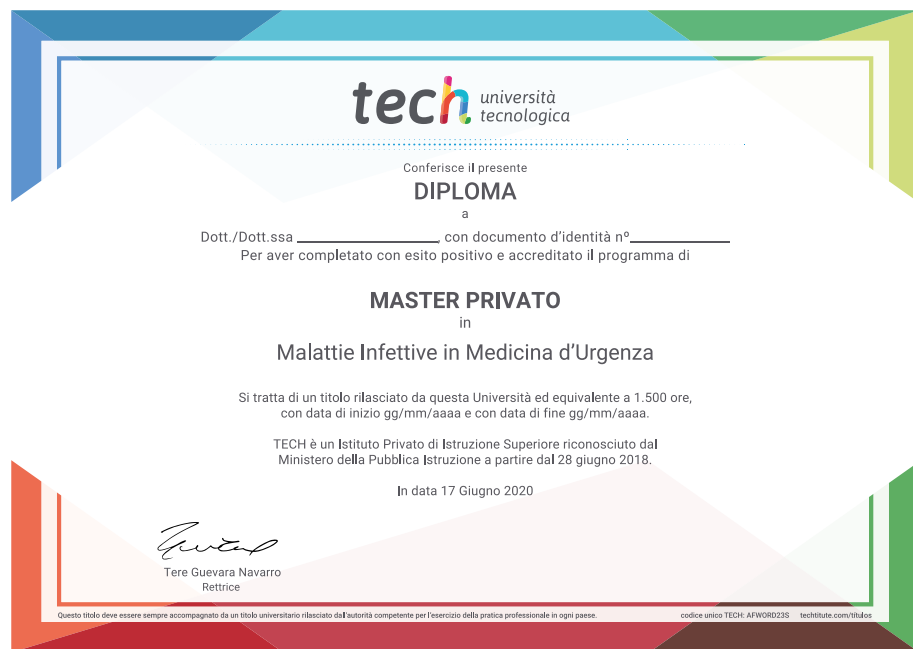 tech università
tecnologica
Conferisce il presente
DIPLOMA
a
Dott./Dott.ssa ____________________, con documento d'identità nº______________
Per aver completato con esito positivo e accreditato il programma di
MASTER PRIVATO
in
Malattie Infettive in Medicina d'Urgenza
Si tratta di un titolo rilasciato da questa Università ed equivalente a 1.500 ore,
con data di inizio gg/mm/aaaa e con data di fine gg/mm/aaaa.
TECH è un Istituto Privato di Istruzione Superiore riconosciuto dal
Ministero della Pubblica Istruzione a partire dal 28 giugno 2018.
In data 17 Giugno 2020
Tere Guevara Navarro
Rettrice
Questo titolo deve essere sempre accompagnato da un titolo universitario rilasciato dall'autorità competente per l'esercizio della pratica professionale in ogni paese. codice unico TECH: AFWORD23S techtitute.com/titulos